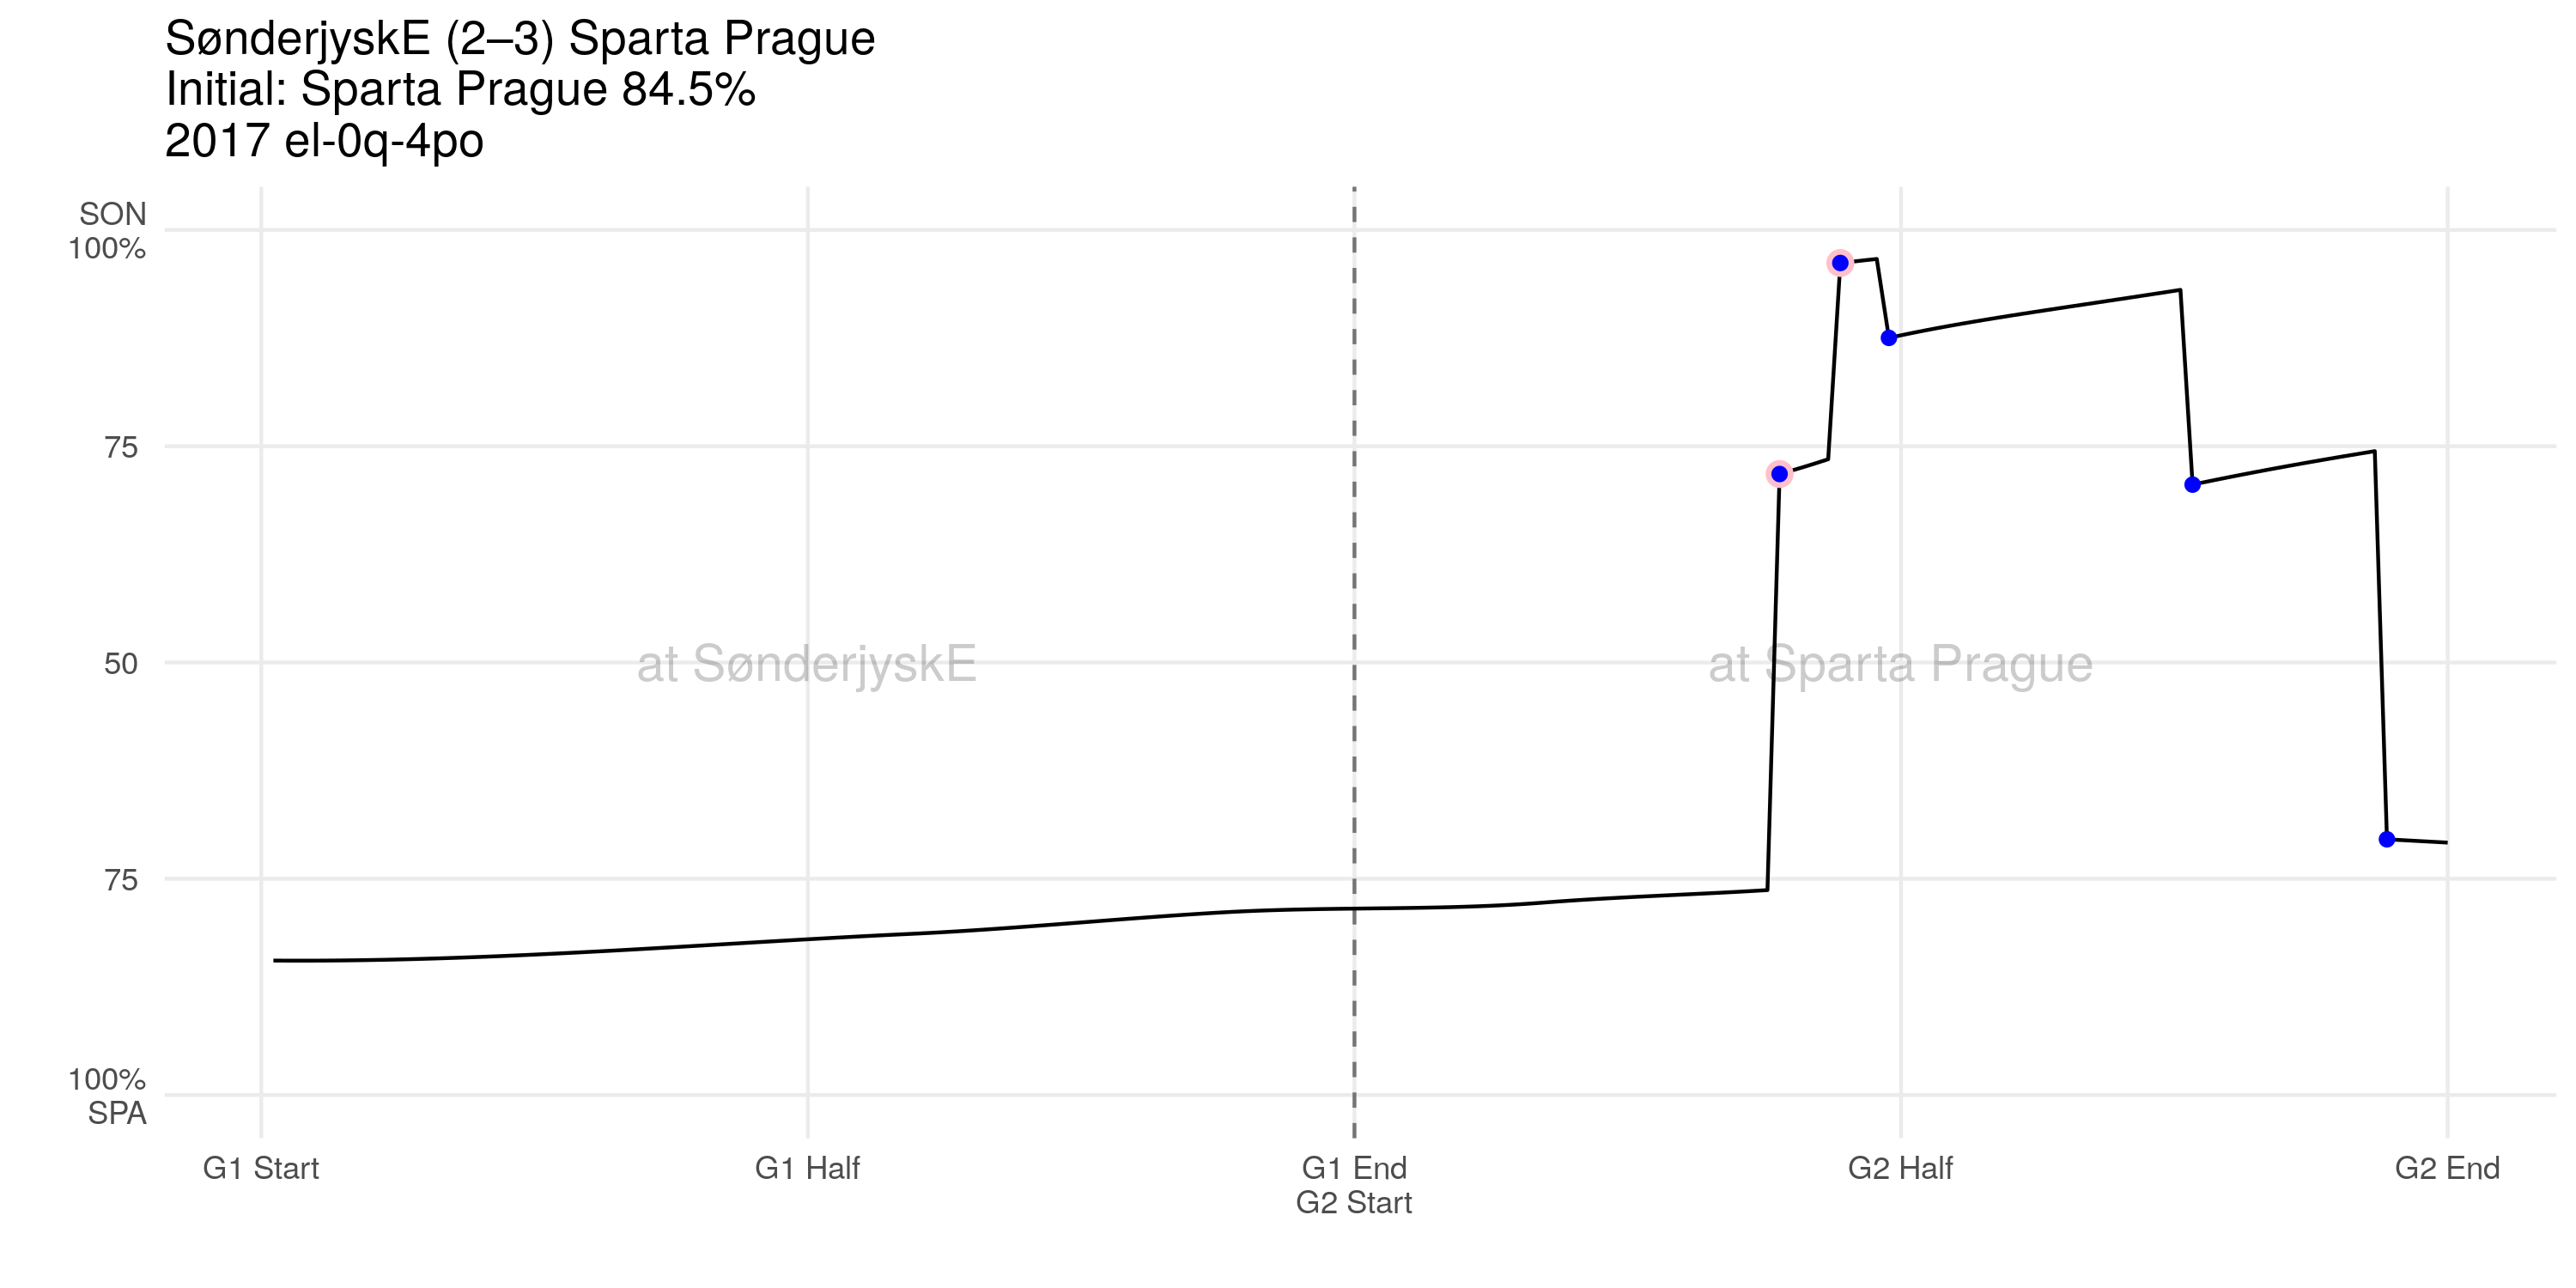 SønderjyskE (2–3) Sparta Prague
Initial: Sparta Prague 84.5%
2017 el-0q-4po
SON
100%
75
50
75
100%
SPA
at SønderjyskE
at Sparta Prague
G1 Start
G1 Half
G1 End
G2 Start
G2 Half
G2 End